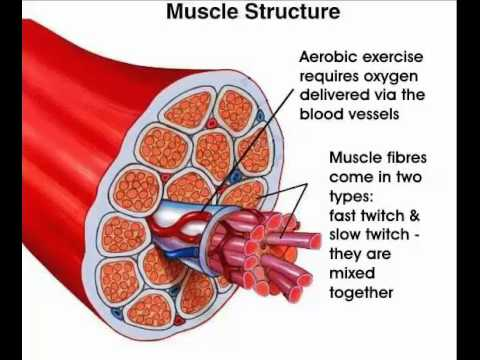 Muscle Structure
Aerobic exercise
requires oxygen
delivered via the
blood vessels
Muscle fibres
come in two
types:
fast twitch &
slow twitch -
they are
mixed
together